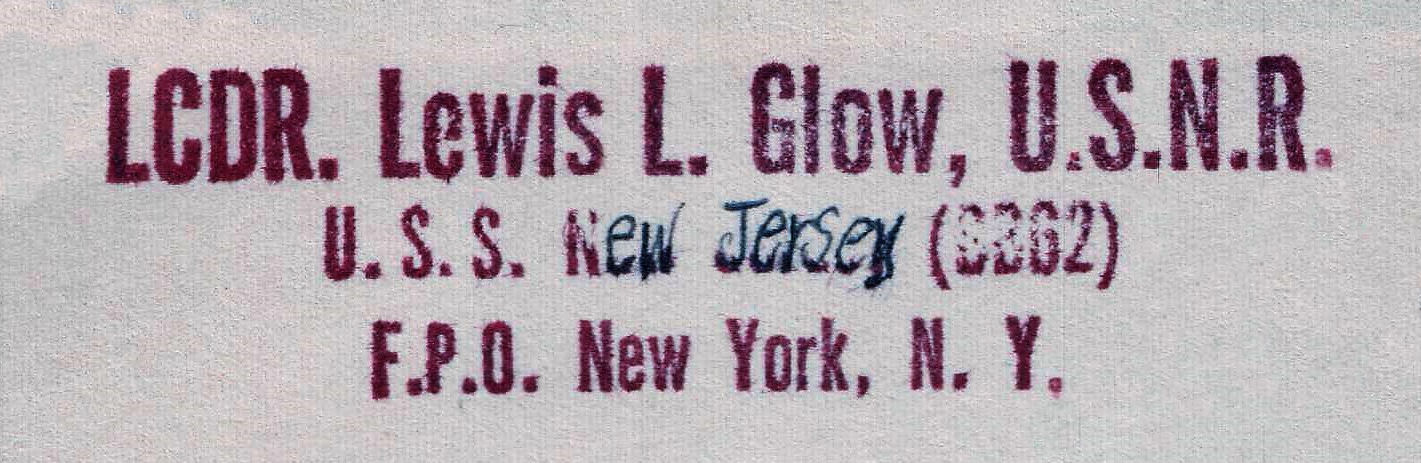 LCDR. Lewis L. Glow, U.S.N.R.
U.S.S. New Jersey (BB62)
F.P.O. New York, N. Y.